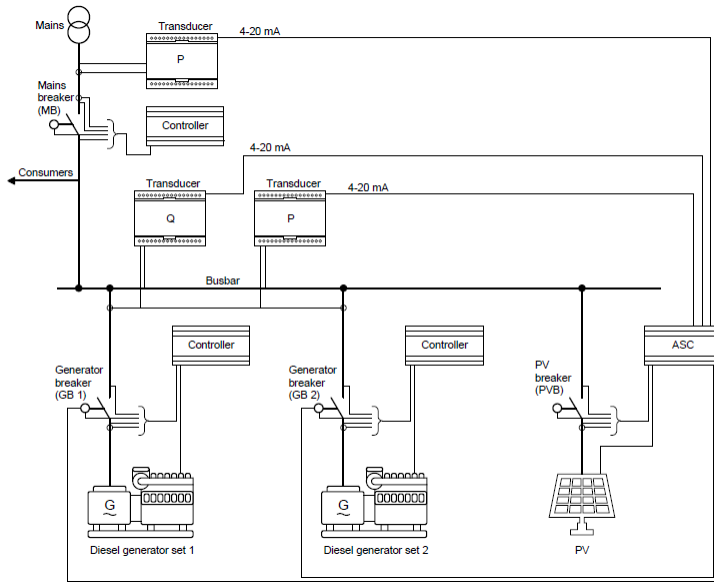 Mains
Transducer
4-20 mA
P
Mains
breaker
(MB)
Controller
4-20 mA
Consumers
Transducer
Transducer
4-20 mA
Q
P
Busbar
Controller
Controller
ASC
Generator
breaker
(GB 1)
Generator
breaker
(GB 2)
PV
breaker
(PVB)
G
~
G
~
Diesel generator set 1
Diesel generator set 2
PV